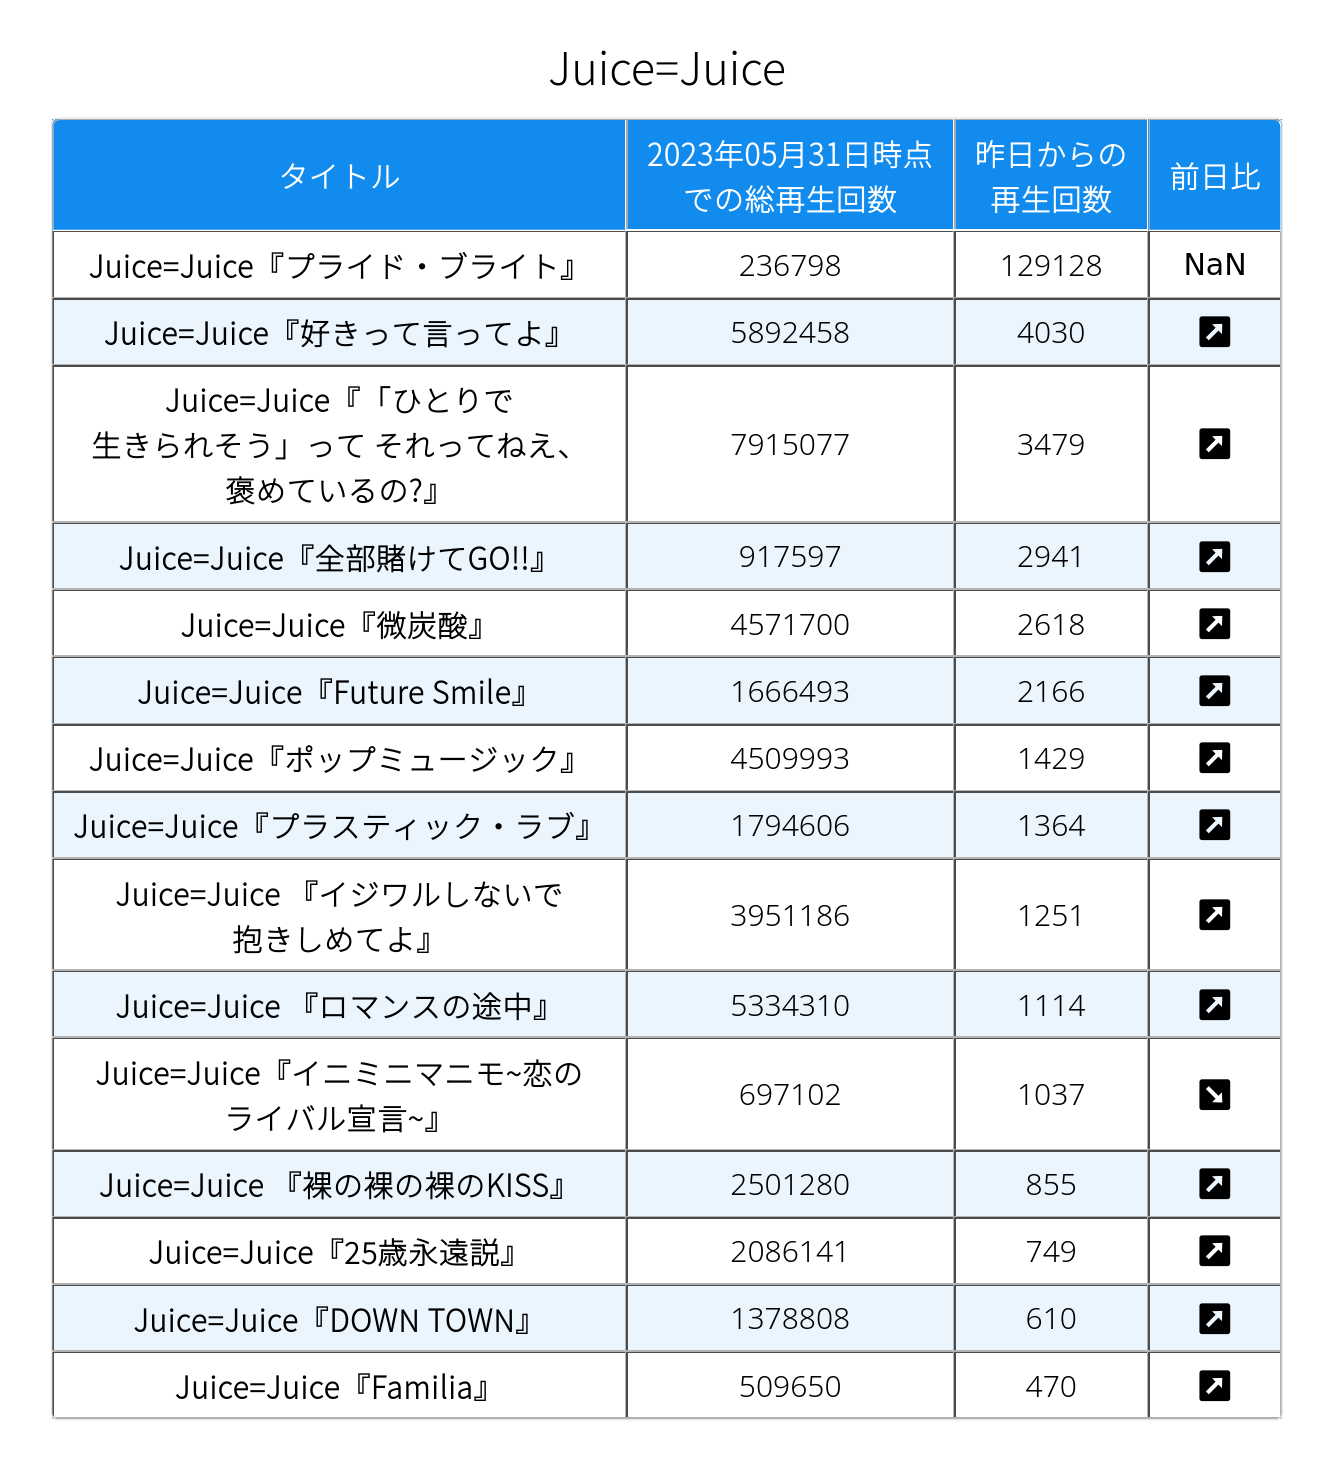 Juice=Juice
タイトル
2023年05月31日時点
での総再生回数
昨日からの
再生回数
前日比
Juice=Juice『プライド・ブライト』 236798 129128 NaN
Juice=Juice『好きって言ってよ』 5892458 4030
Juice=Juice『「ひとりで
生きられそう」って それってねえ、
褒めているの?』 7915077 3479
Juice=Juice『全部賭けてGO!!』 917597 2941
Juice=Juice『微炭酸』 4571700 2618
Juice=Juice『Future Smile』 1666493 2166
Juice=Juice『ポップミュージック』 4509993 1429
Juice=Juice『プラスティック・ラブ』 1794606 1364
Juice=Juice 『イジワルしないで
抱きしめてよ』 3951186 1251
Juice=Juice 『ロマンスの途中』 5334310 1114
Juice=Juice『イニミニマニモ~恋の
ライバル宣言~』 697102 1037
Juice=Juice 『裸の裸の裸のKISS』 2501280 855
Juice=Juice『25歳永遠説』 2086141 749
Juice=Juice『DOWN TOWN』 1378808 610
Juice=Juice『Familia』 509650 470